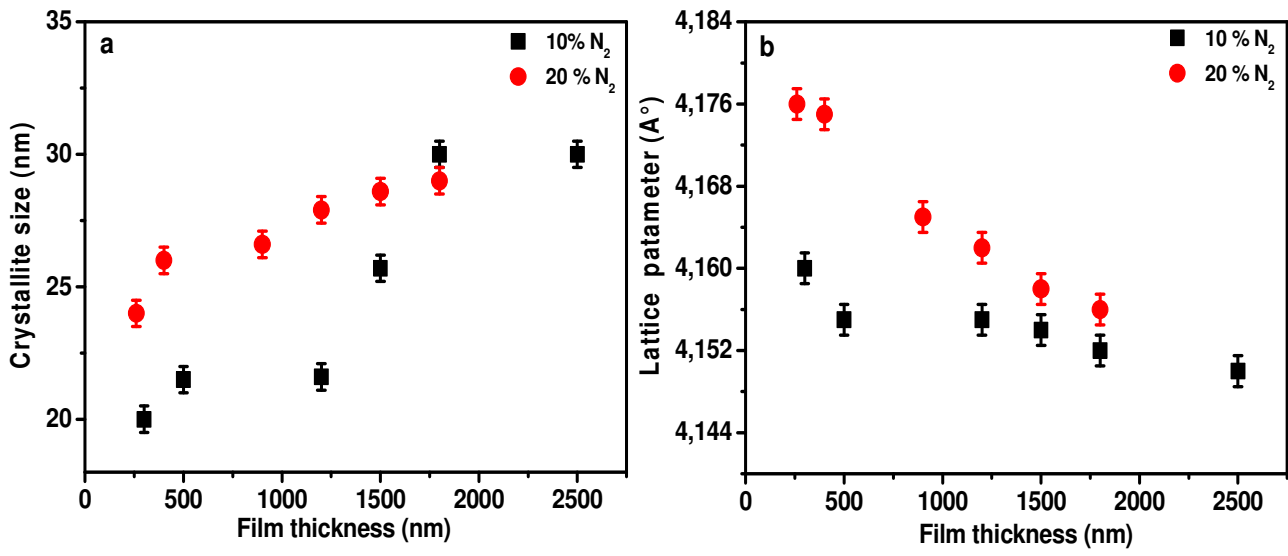 a
10% N₂
20 % N₂
35
30
25
20
Crystallite size (nm)
0 500 1000 1500 2000 2500
Film thickness (nm)
b
10 % N₂
20 % N₂
4,184
4,176
4,168
4,160
4,152
4,144
Lattice patameter (A°)
0 500 1000 1500 2000 2500
Film thickness (nm)